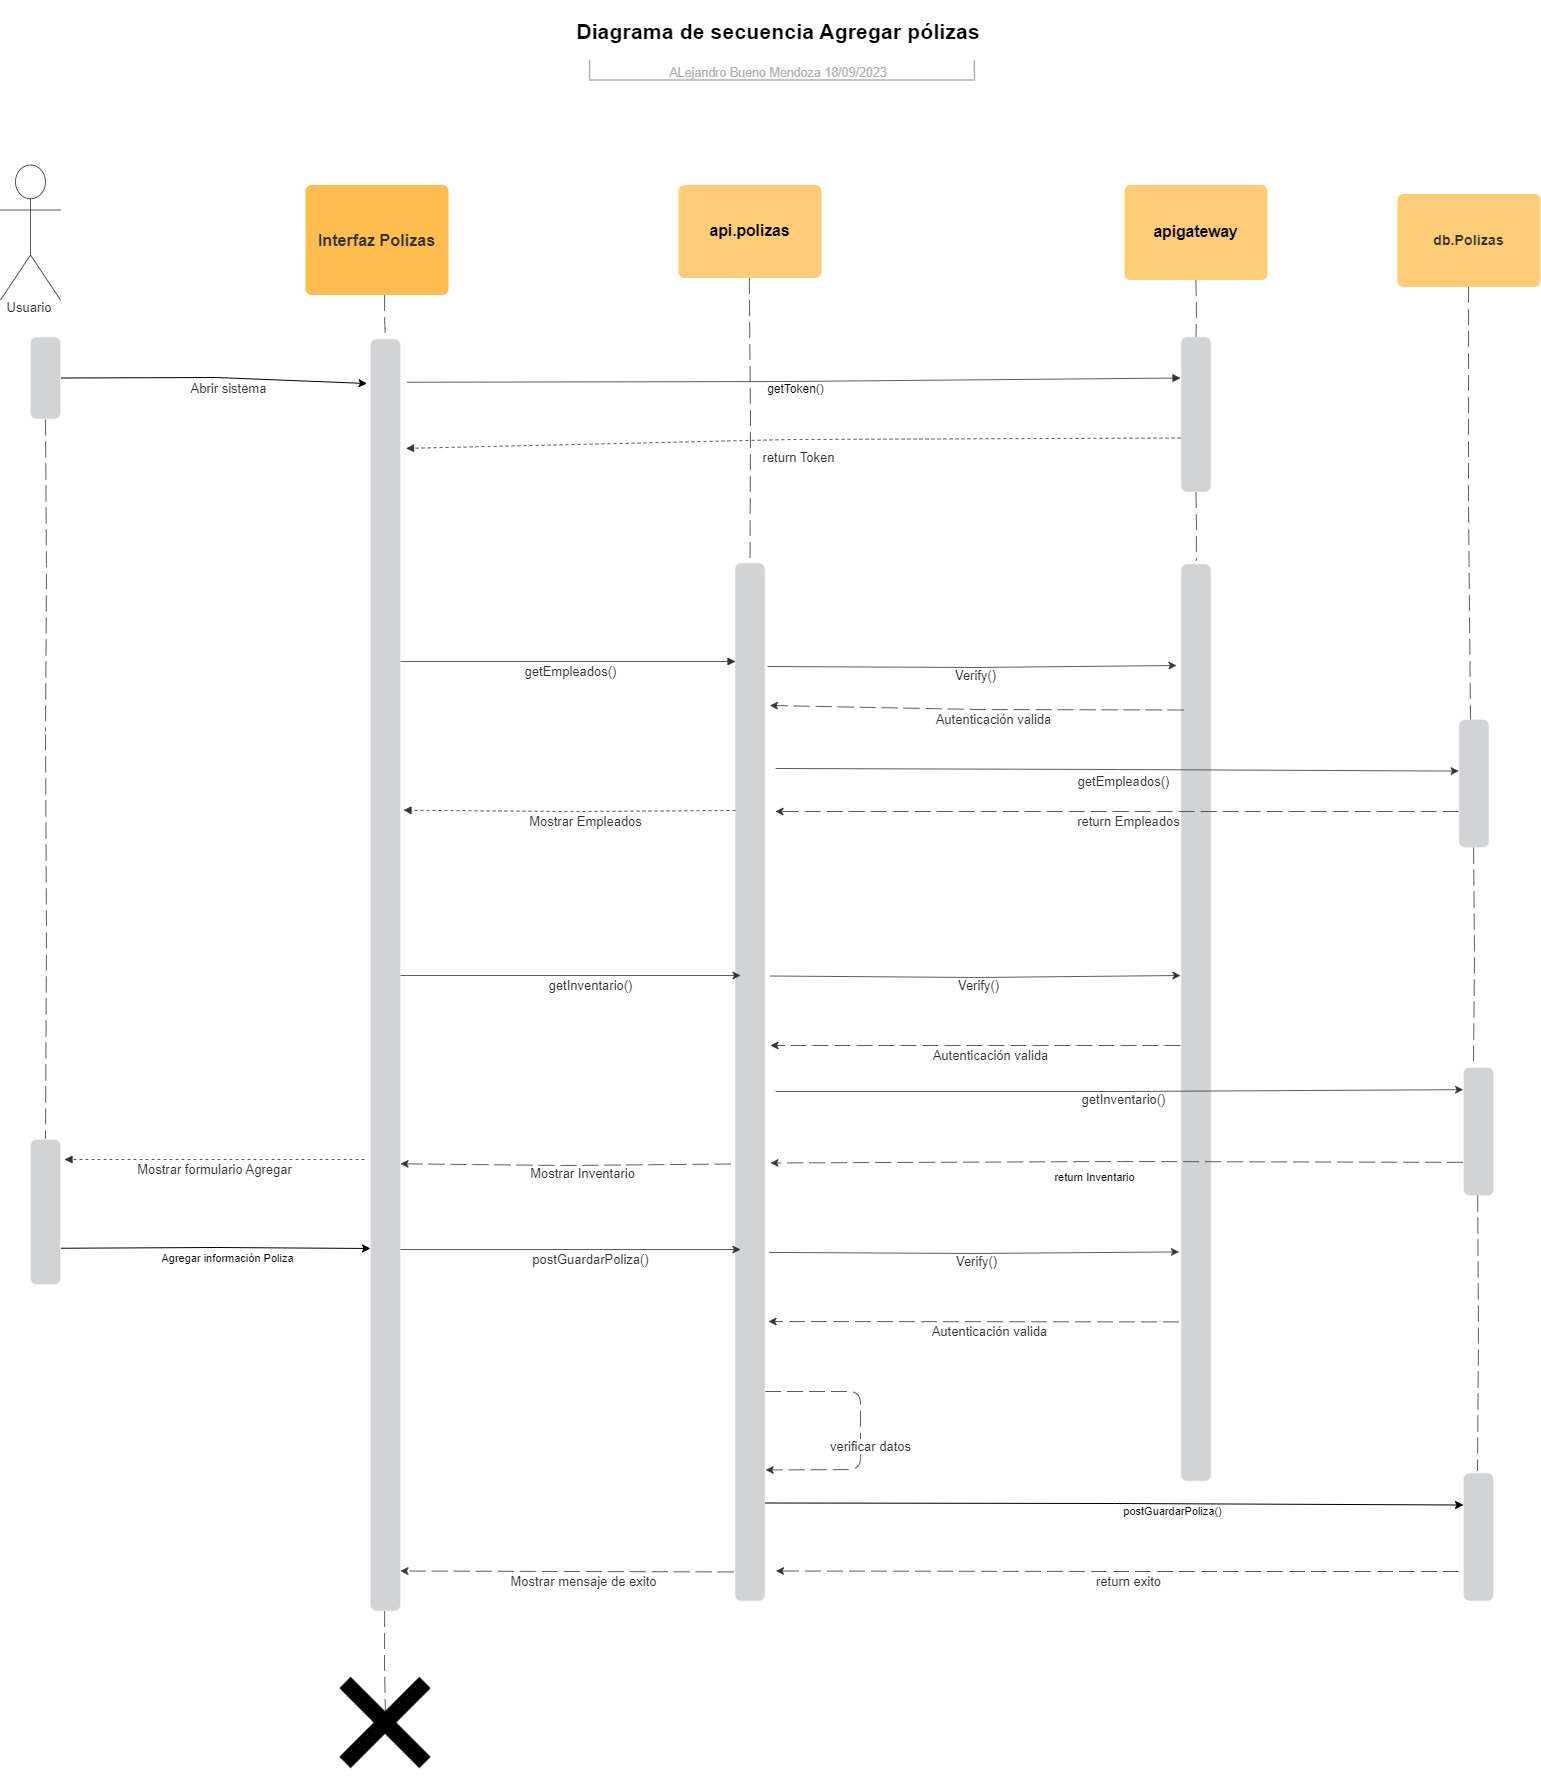 Diagrama de secuencia Agregar pólizas
ALejandro Bueno Mendoza 18/09/2023
Usuario
Interfaz Polizas
api.polizas
apigateway
db.Polizas
Abrir sistema
getToken()
return Token
getEmpleados()
Verify()
Autenticación valida
getEmpleados()
Mostrar Empleados
return Empleados
getInventario()
Verify()
Autenticación valida
getInventario()
Mostrar formulario Agregar
Mostrar Inventario
return Inventario
Agregar información Poliza
postGuardarPoliza()
Verify()
Autenticación valida
verificar datos
postGuardarPoliza()
Mostrar mensaje de exito
return exito